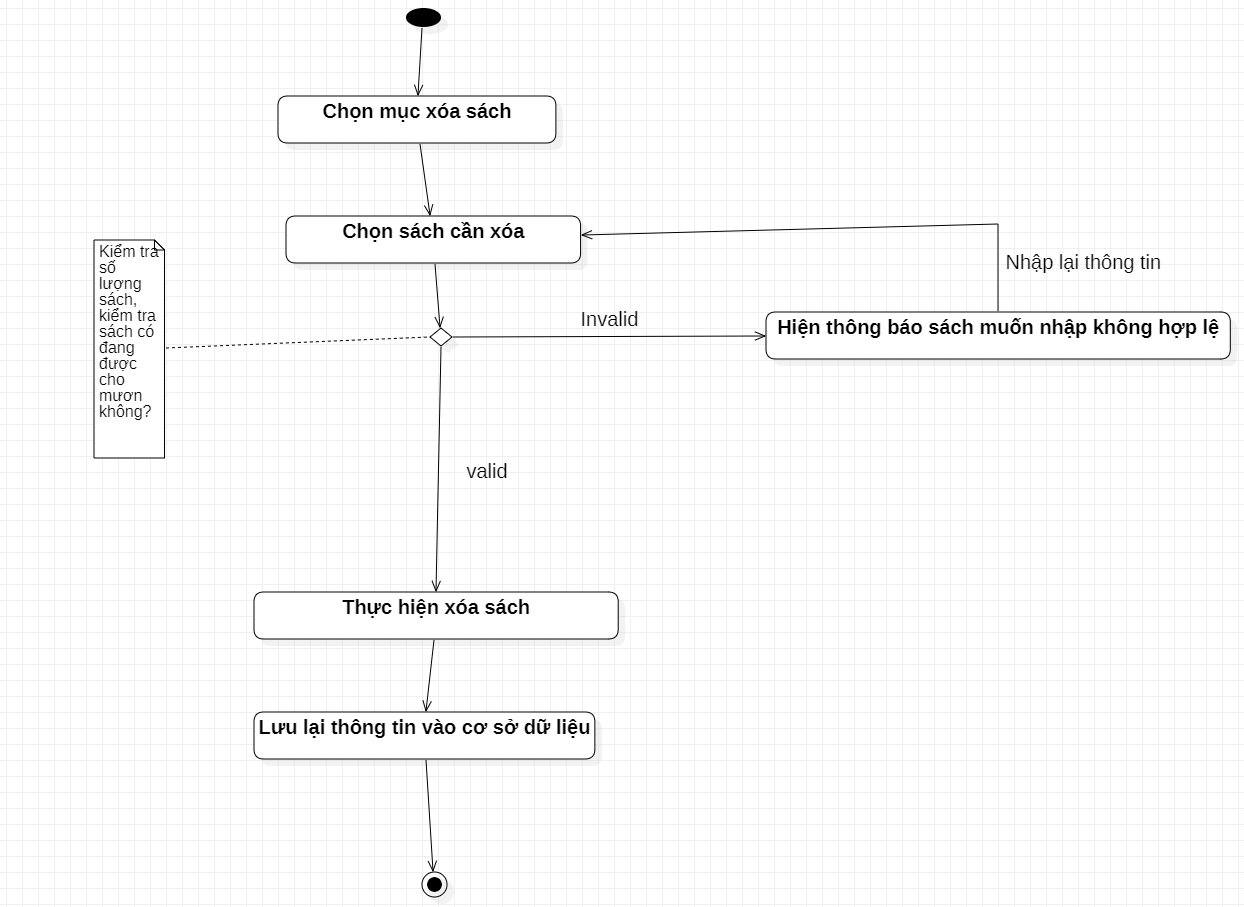 Chọn mục xóa sách
Chọn sách cần xóa
Kiểm tra
số
lượng
sách,
kiểm tra
sách có
đang
được
cho
mươn
không?
Nhập lại thông tin
Invalid
Hiện thông báo sách muốn nhập không hợp lệ
valid
Thực hiện xóa sách
Lưu lại thông tin vào cơ sở dữ liệu